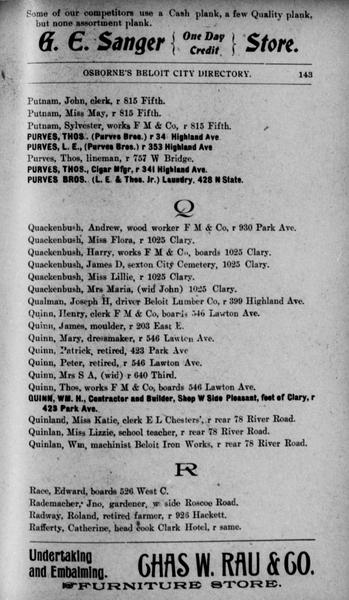 Some of our competitors use a Cash plank, a few Quality plank,
but none assortment plank.
G. E. Sanger { One Day Credit } Store.
OSBORNE'S BELOIT CITY DIRECTORY. 143
Putnam, John, clerk, r 815 Fifth.
Putnam, Miss May, r 815 Fifth.
Putnam, Sylvester, works F M & Co, r 815 Fifth.
PURVES, THOS. (Purves Bros.) r 34 Highland Ave.
PURVES, L. E., (Purves Bros.) r 353 Highland Ave
Purves, Thos, lineman, r 757 W Bridge.
PURVES, THOS., Cigar Mfgr, r 341 Highland Ave.
PURVES BROS. (L. E. & Thos. Jr.) Laundry, 428 N State.
Q
Quackenbush, Andrew, wood worker F M & Co, r 930 Park Ave.
Quackenbush, Miss Flora, r 1025 Clary.
Quackenbush, Harry, works F M & Co, boards 1025 Clary.
Quackenbush, James D, sexton City Cemetery, 1025 Clary.
Quackenbush, Miss Lillie, r 1025 Clary.
Quackenbush, Mrs Maria, (wid John) 1025 Clary.
Qualman, Joseph H, driver Beloit Lumber Co, r 399 Highland Ave.
Quinn, Henry, clerk F M & Co, boards 546 Lawton Ave.
Quinn, James, moulder, r 203 East E.
Quinn, Mary, dressmaker, r 546 Lawton Ave.
Quinn, Patrick, retired, 423 Park Ave
Quinn, Peter, retired, r 546 Lawton Ave.
Quinn, Mrs S A, (wid) r 640 Third.
Quinn, Thos, works F M & Co, boards 546 Lawton Ave.
QUINN, WM. H., Contractor and Builder, Shop W Side Pleasant, foot of Clary, r
423 Park Ave.
Quinland, Miss Katie, clerk E L Chesters', r rear 78 River Road.
Quinlan, Miss Lizzie, school teacher, r rear 78 River Road.
Quinlan, Wm, machinist Beloit Iron Works, r rear 78 River Road.
R
Race, Edward, boards 526 West C.
Rademacher, Jno, gardener, w side Roscoe Road.
Radway, Roland, retired farmer, r 926 Hackett.
Rafferty, Catherine, head cook Clark Hotel, r same.
Undertaking
and Embalming.
CHAS W. RAU & CO.
FURNITURE STORE.